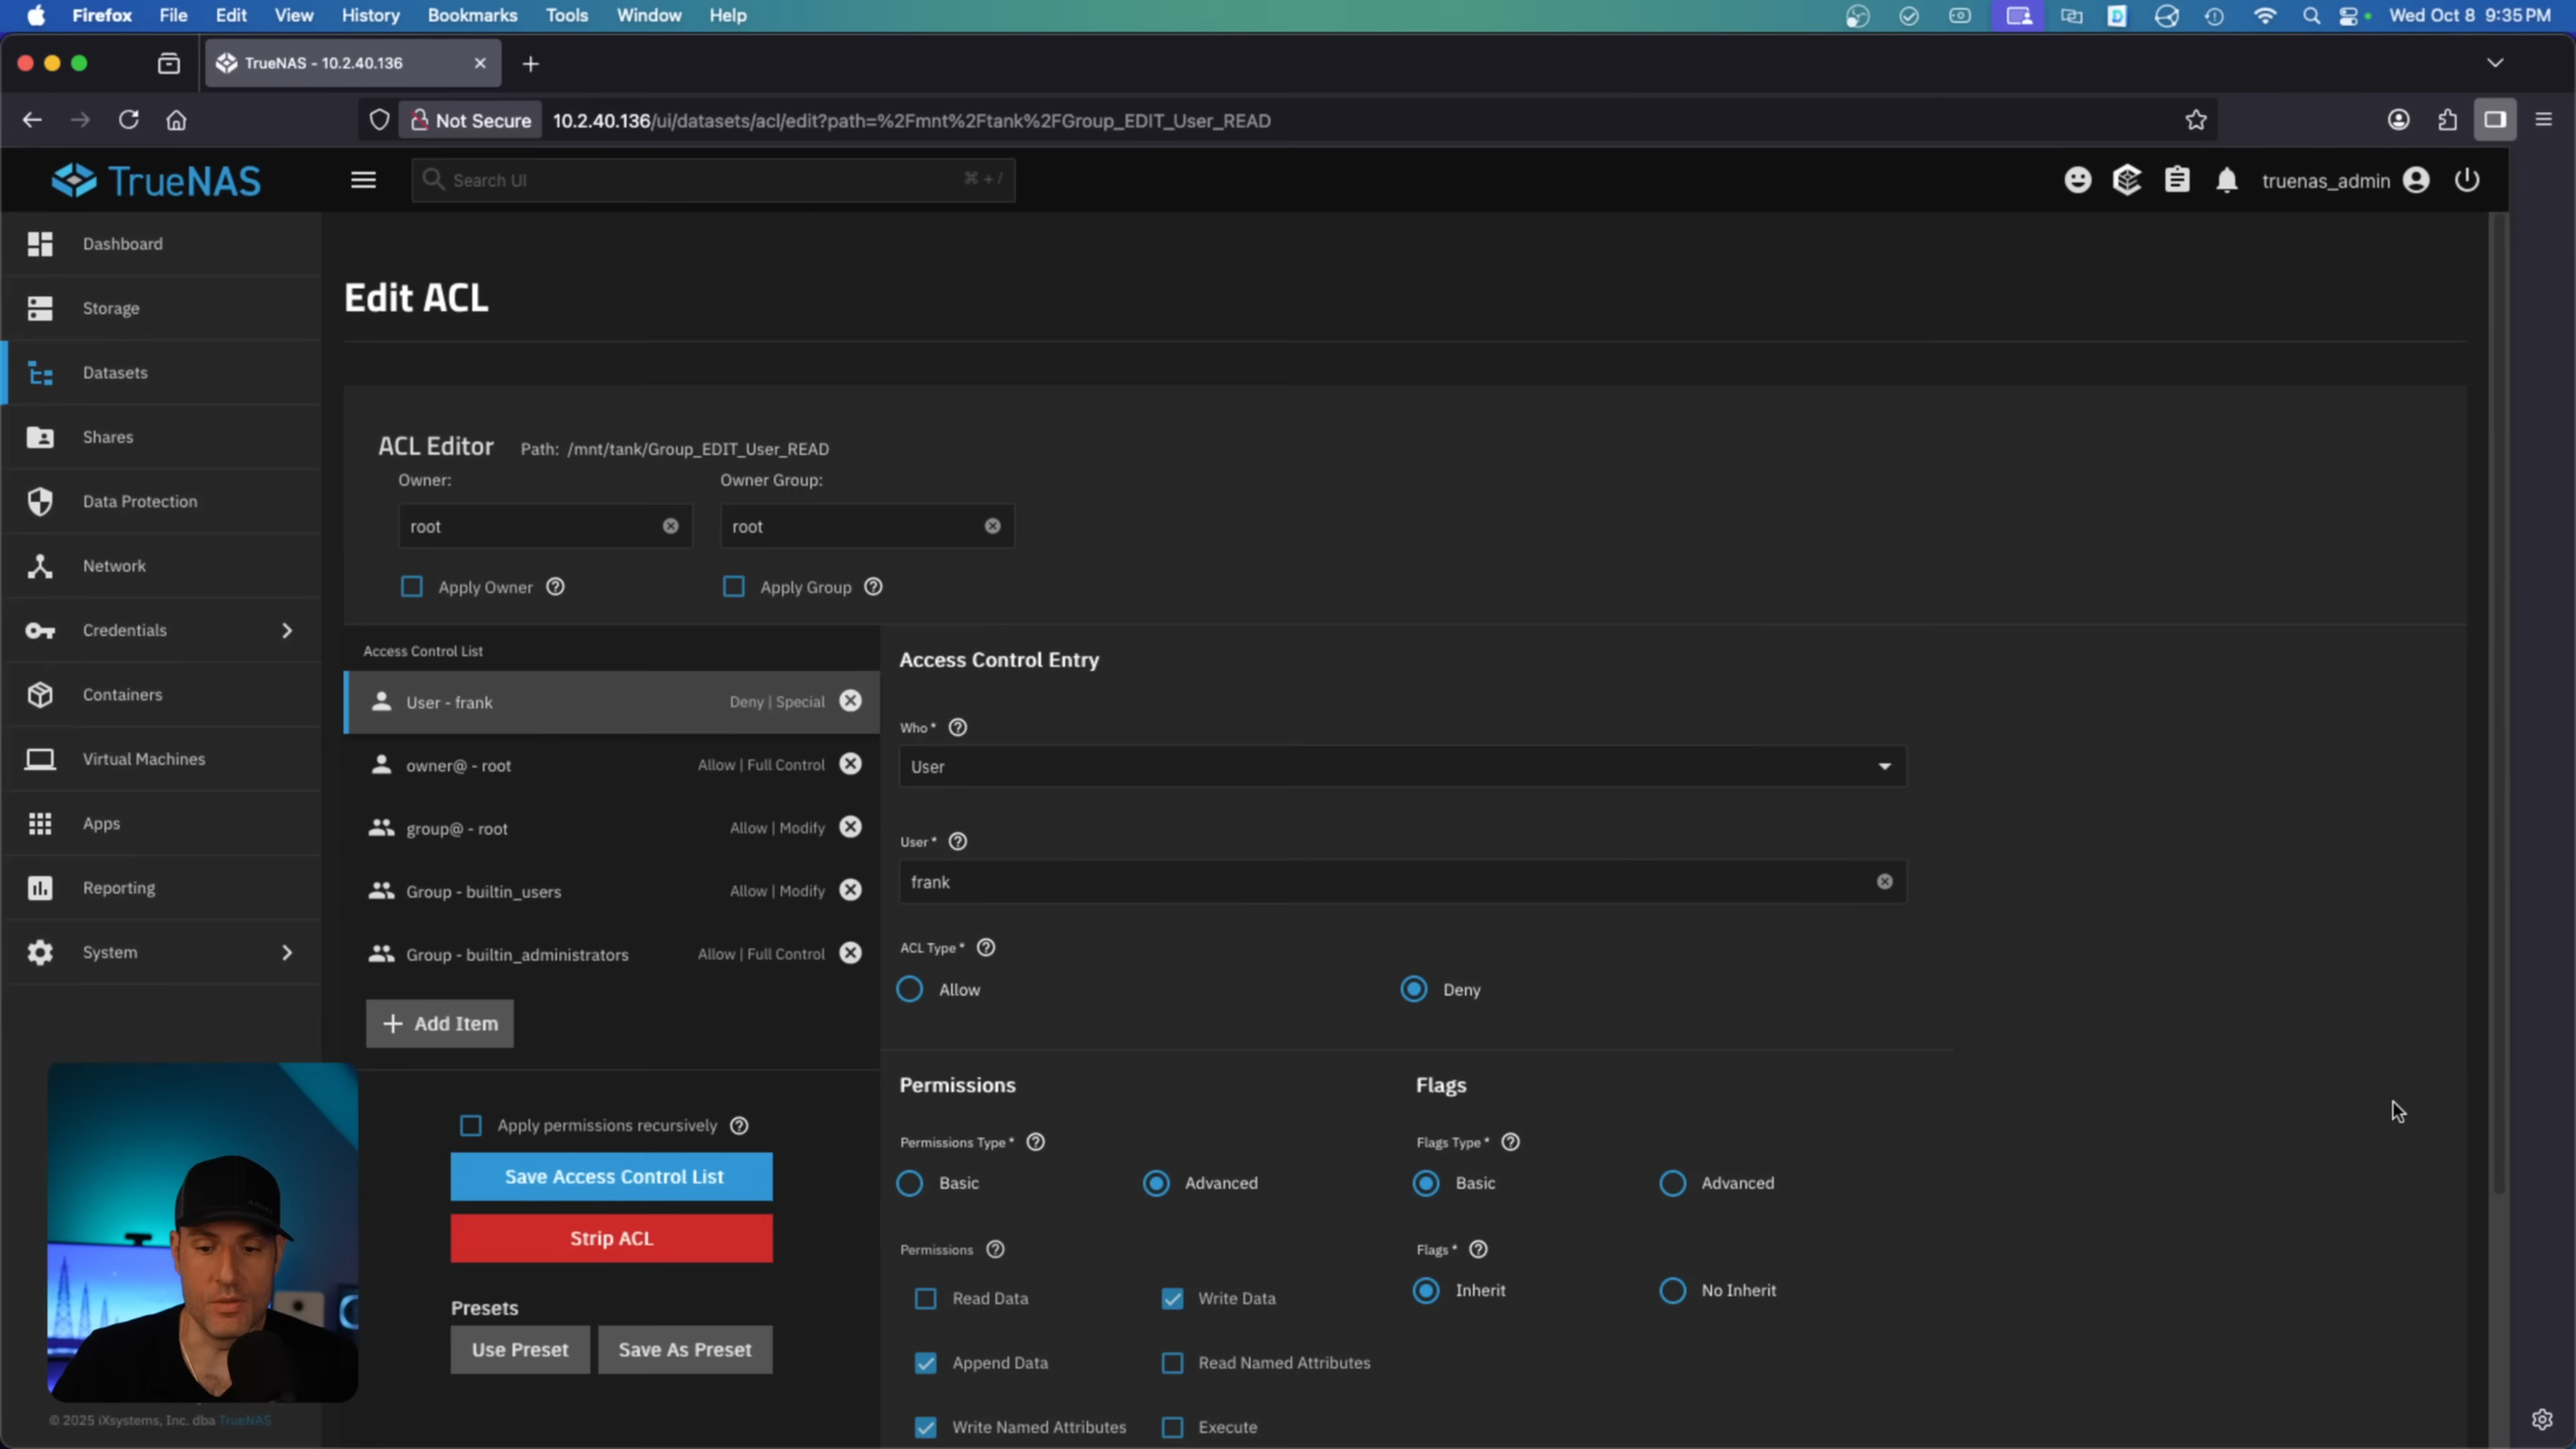 Firefox File Edit View History Bookmarks Tools Window Help
Wed Oct 8 9:35 PM
TrueNAS - 10.2.40.136
Not Secure 10.2.40.136/ui/datasets/acl/edit?path=%2Fmnt%2Ftank%2FGroup_EDIT_User_READ
TrueNAS
Search UI ⌘ + /
truenas_admin
Dashboard
Storage
Datasets
Shares
Data Protection
Network
Credentials
Containers
Virtual Machines
Apps
Reporting
System
© 2025 iXsystems, Inc. dba TrueNAS
Edit ACL
ACL Editor Path: /mnt/tank/Group_EDIT_User_READ
Owner: Owner Group:
root root
Apply Owner Apply Group
Access Control List
User - frank Deny | Special
owner@ - root Allow | Full Control
group@ - root Allow | Modify
Group - builtin_users Allow | Modify
Group - builtin_administrators Allow | Full Control
+ Add Item
Apply permissions recursively
Save Access Control List
Strip ACL
Presets
Use Preset Save As Preset
Access Control Entry
Who *
User
User *
frank
ACL Type *
Allow Deny
Permissions Flags
Permissions Type * Flags Type *
Basic Advanced Basic Advanced
Permissions Flags *
Read Data Write Data Inherit No Inherit
Append Data Read Named Attributes
Write Named Attributes Execute